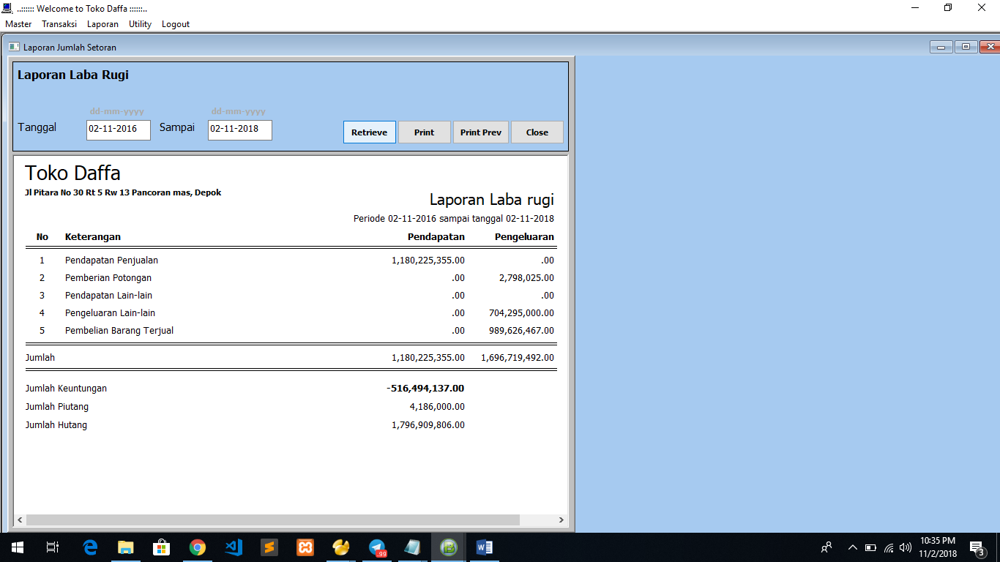 ..:::::: Welcome to Toko Daffa ::::::..
Master Transaksi Laporan Utility Logout
Laporan Jumlah Setoran
Laporan Laba Rugi
dd-mm-yyyy dd-mm-yyyy
Tanggal 02-11-2016 Sampai 02-11-2018 Retrieve Print Print Prev Close
Toko Daffa
Jl Pitara No 30 Rt 5 Rw 13 Pancoran mas, Depok
Laporan Laba rugi
Periode 02-11-2016 sampai tanggal 02-11-2018
No Keterangan Pendapatan Pengeluaran
1 Pendapatan Penjualan 1,180,225,355.00 .00
2 Pemberian Potongan .00 2,798,025.00
3 Pendapatan Lain-lain .00 .00
4 Pengeluaran Lain-lain .00 704,295,000.00
5 Pembelian Barang Terjual .00 989,626,467.00
Jumlah 1,180,225,355.00 1,696,719,492.00
Jumlah Keuntungan -516,494,137.00
Jumlah Piutang 4,186,000.00
Jumlah Hutang 1,796,909,806.00
.99
10:35 PM
11/2/2018
3